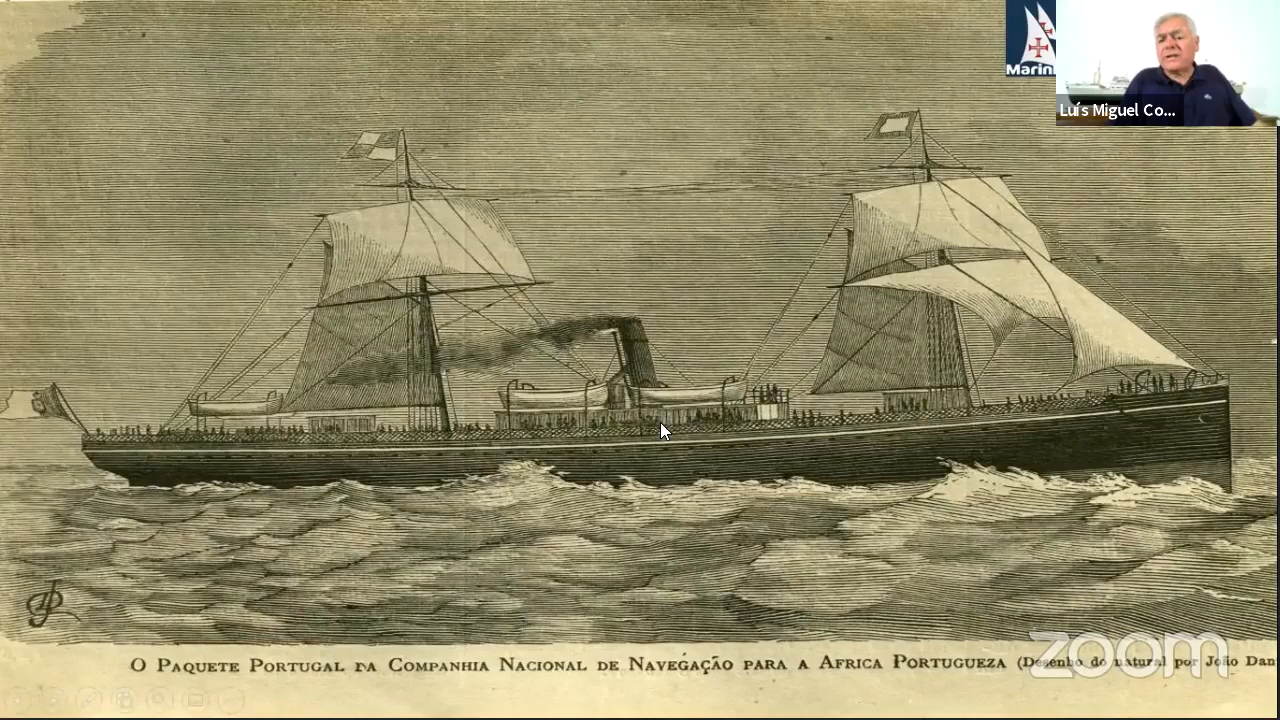 Marin
Luís Miguel Co...
O PAQUETE PORTUGAL DA COMPANHIA NACIONAL DE NAVEGAÇÃO PARA A AFRICA PORTUGUEZA (Desenho do natural por João Dan
zoom